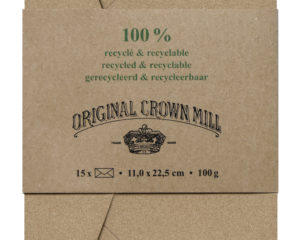 100 %
recyclé & recyclable
recycled & recyclable
gerecycleerd & recycleerbaar
ORIGINAL CROWN MILL
15 x • 11,0 x 22,5 cm • 100 g